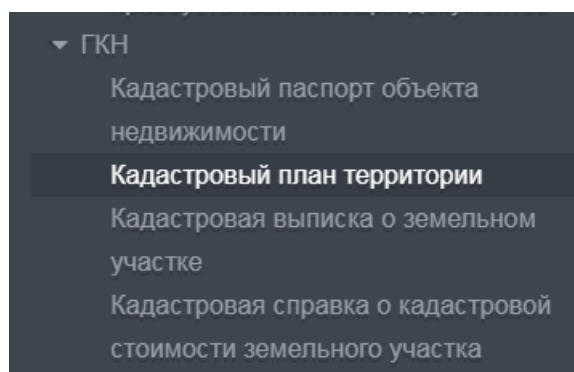 ГКН
Кадастровый паспорт объекта
недвижимости
Кадастровый план территории
Кадастровая выписка о земельном
участке
Кадастровая справка о кадастровой
стоимости земельного участка